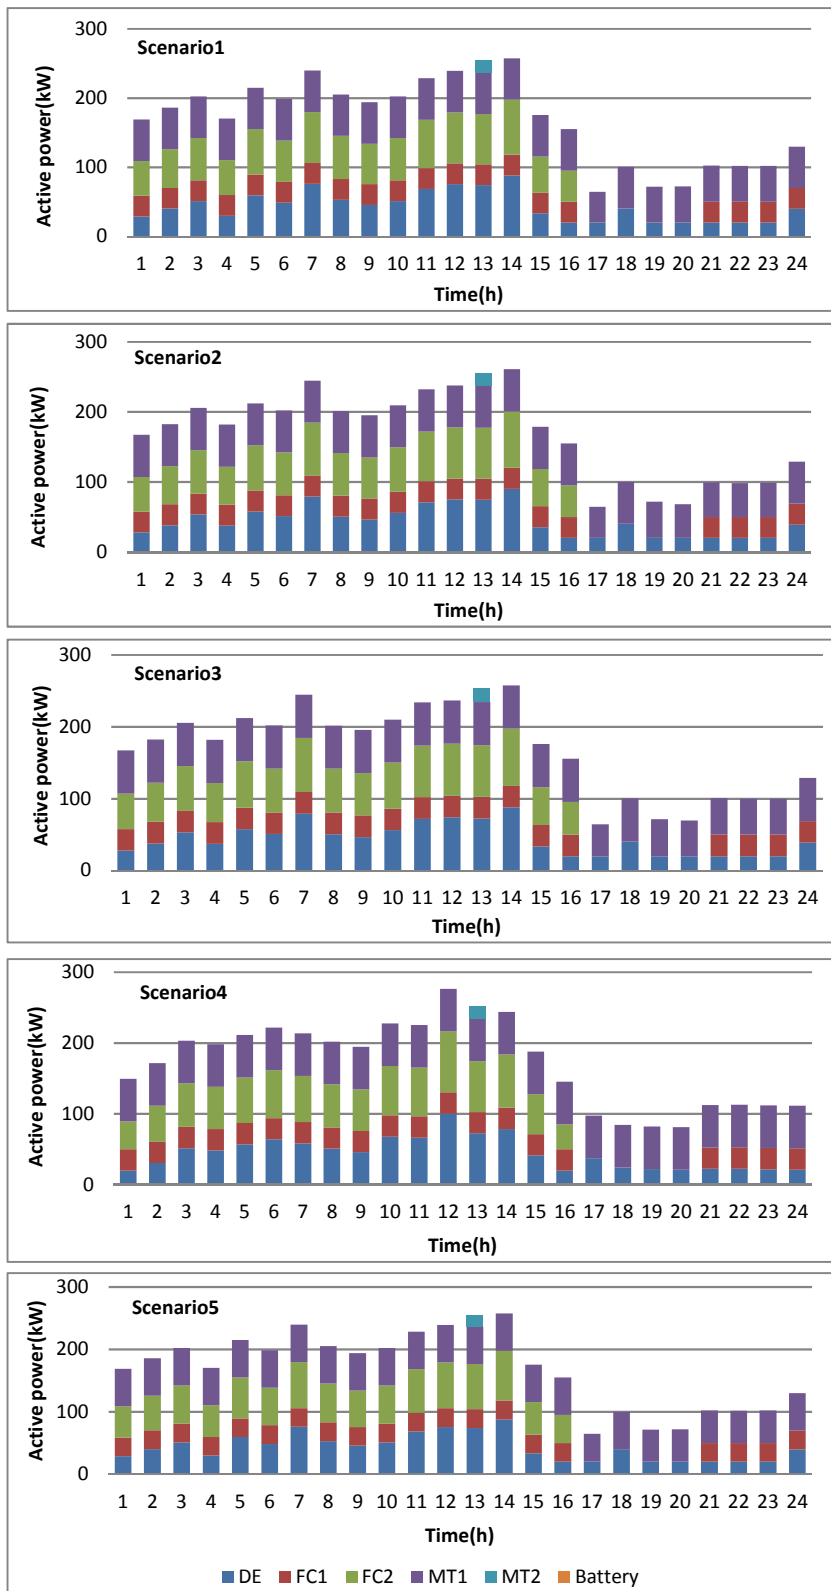 Scenario1
Active power(kW)
300
200
100
0
1 2 3 4 5 6 7 8 9 10 11 12 13 14 15 16 17 18 19 20 21 22 23 24
Time(h)
Scenario2
Active power(kW)
300
200
100
0
1 2 3 4 5 6 7 8 9 10 11 12 13 14 15 16 17 18 19 20 21 22 23 24
Time(h)
Scenario3
Active power(kW)
300
200
100
0
1 2 3 4 5 6 7 8 9 10 11 12 13 14 15 16 17 18 19 20 21 22 23 24
Time(h)
Scenario4
Active power(kW)
300
200
100
0
1 2 3 4 5 6 7 8 9 10 11 12 13 14 15 16 17 18 19 20 21 22 23 24
Time(h)
Scenario5
Active power(kW)
300
200
100
0
1 2 3 4 5 6 7 8 9 10 11 12 13 14 15 16 17 18 19 20 21 22 23 24
Time(h)
DE FC1 FC2 MT1 MT2 Battery